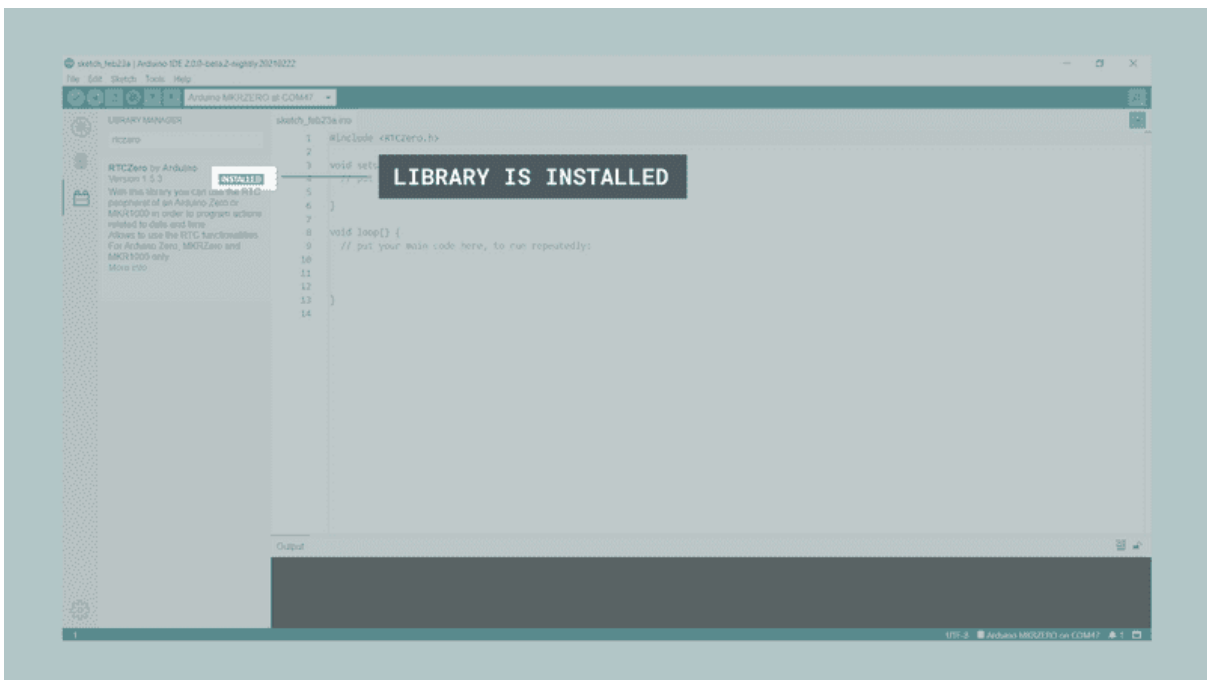 sketch_feb23a | Arduino IDE 2.0.0-beta.2-nightly.20210222
File Edit Sketch Tools Help
Arduino MKRZERO at COM47
LIBRARY MANAGER
rtczero
RTCZero by Arduino
Version 1.5.2
INSTALLED
With this library you can use the RTC
peripheral of an Arduino Zero or
MKR1000 in order to program actions
related to date and time.
Allows to use the RTC functionalities.
For Arduino Zero, MKRZero and
MKR1000 only
More info
sketch_feb23a.ino
1 #include <RTCZero.h>
2
3 void setu
4 // put
5
6 }
7
8 void loop() {
9 // put your main code here, to run repeatedly:
10
11
12
13 }
14
LIBRARY IS INSTALLED
Output
1
UTF-8 Arduino MKRZERO on COM47 1